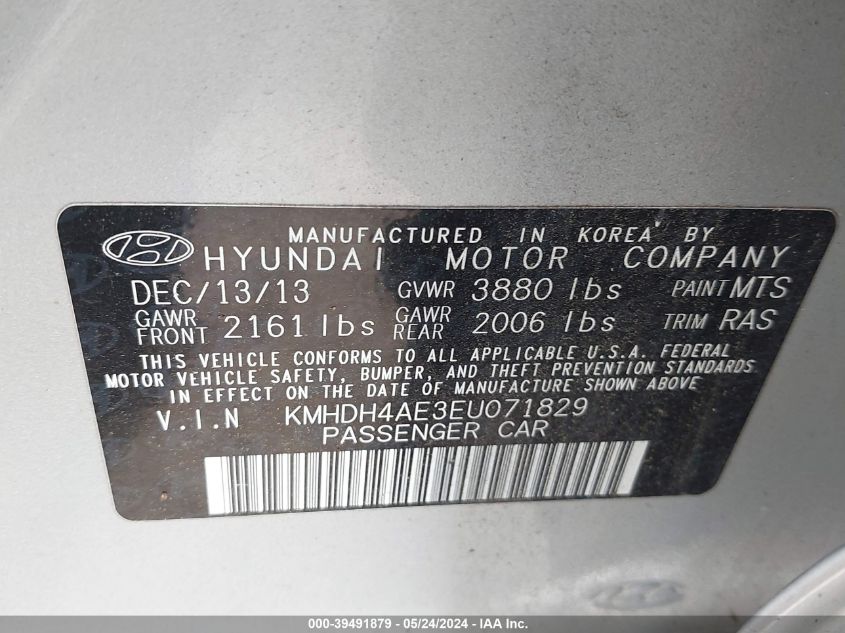 MANUFACTURED IN KOREA BY
HYUNDAI MOTOR COMPANY
DEC/13/13 GVWR 3880 lbs PAINT MTS
GAWR FRONT 2161 lbs GAWR REAR 2006 lbs TRIM RAS
THIS VEHICLE CONFORMS TO ALL APPLICABLE U.S.A. FEDERAL
MOTOR VEHICLE SAFETY, BUMPER, AND THEFT PREVENTION STANDARDS
IN EFFECT ON THE DATE OF MANUFACTURE SHOWN ABOVE
V.I.N KMHDH4AE3EU071829
PASSENGER CAR
000-39491879 — 05/24/2024 - IAA Inc.